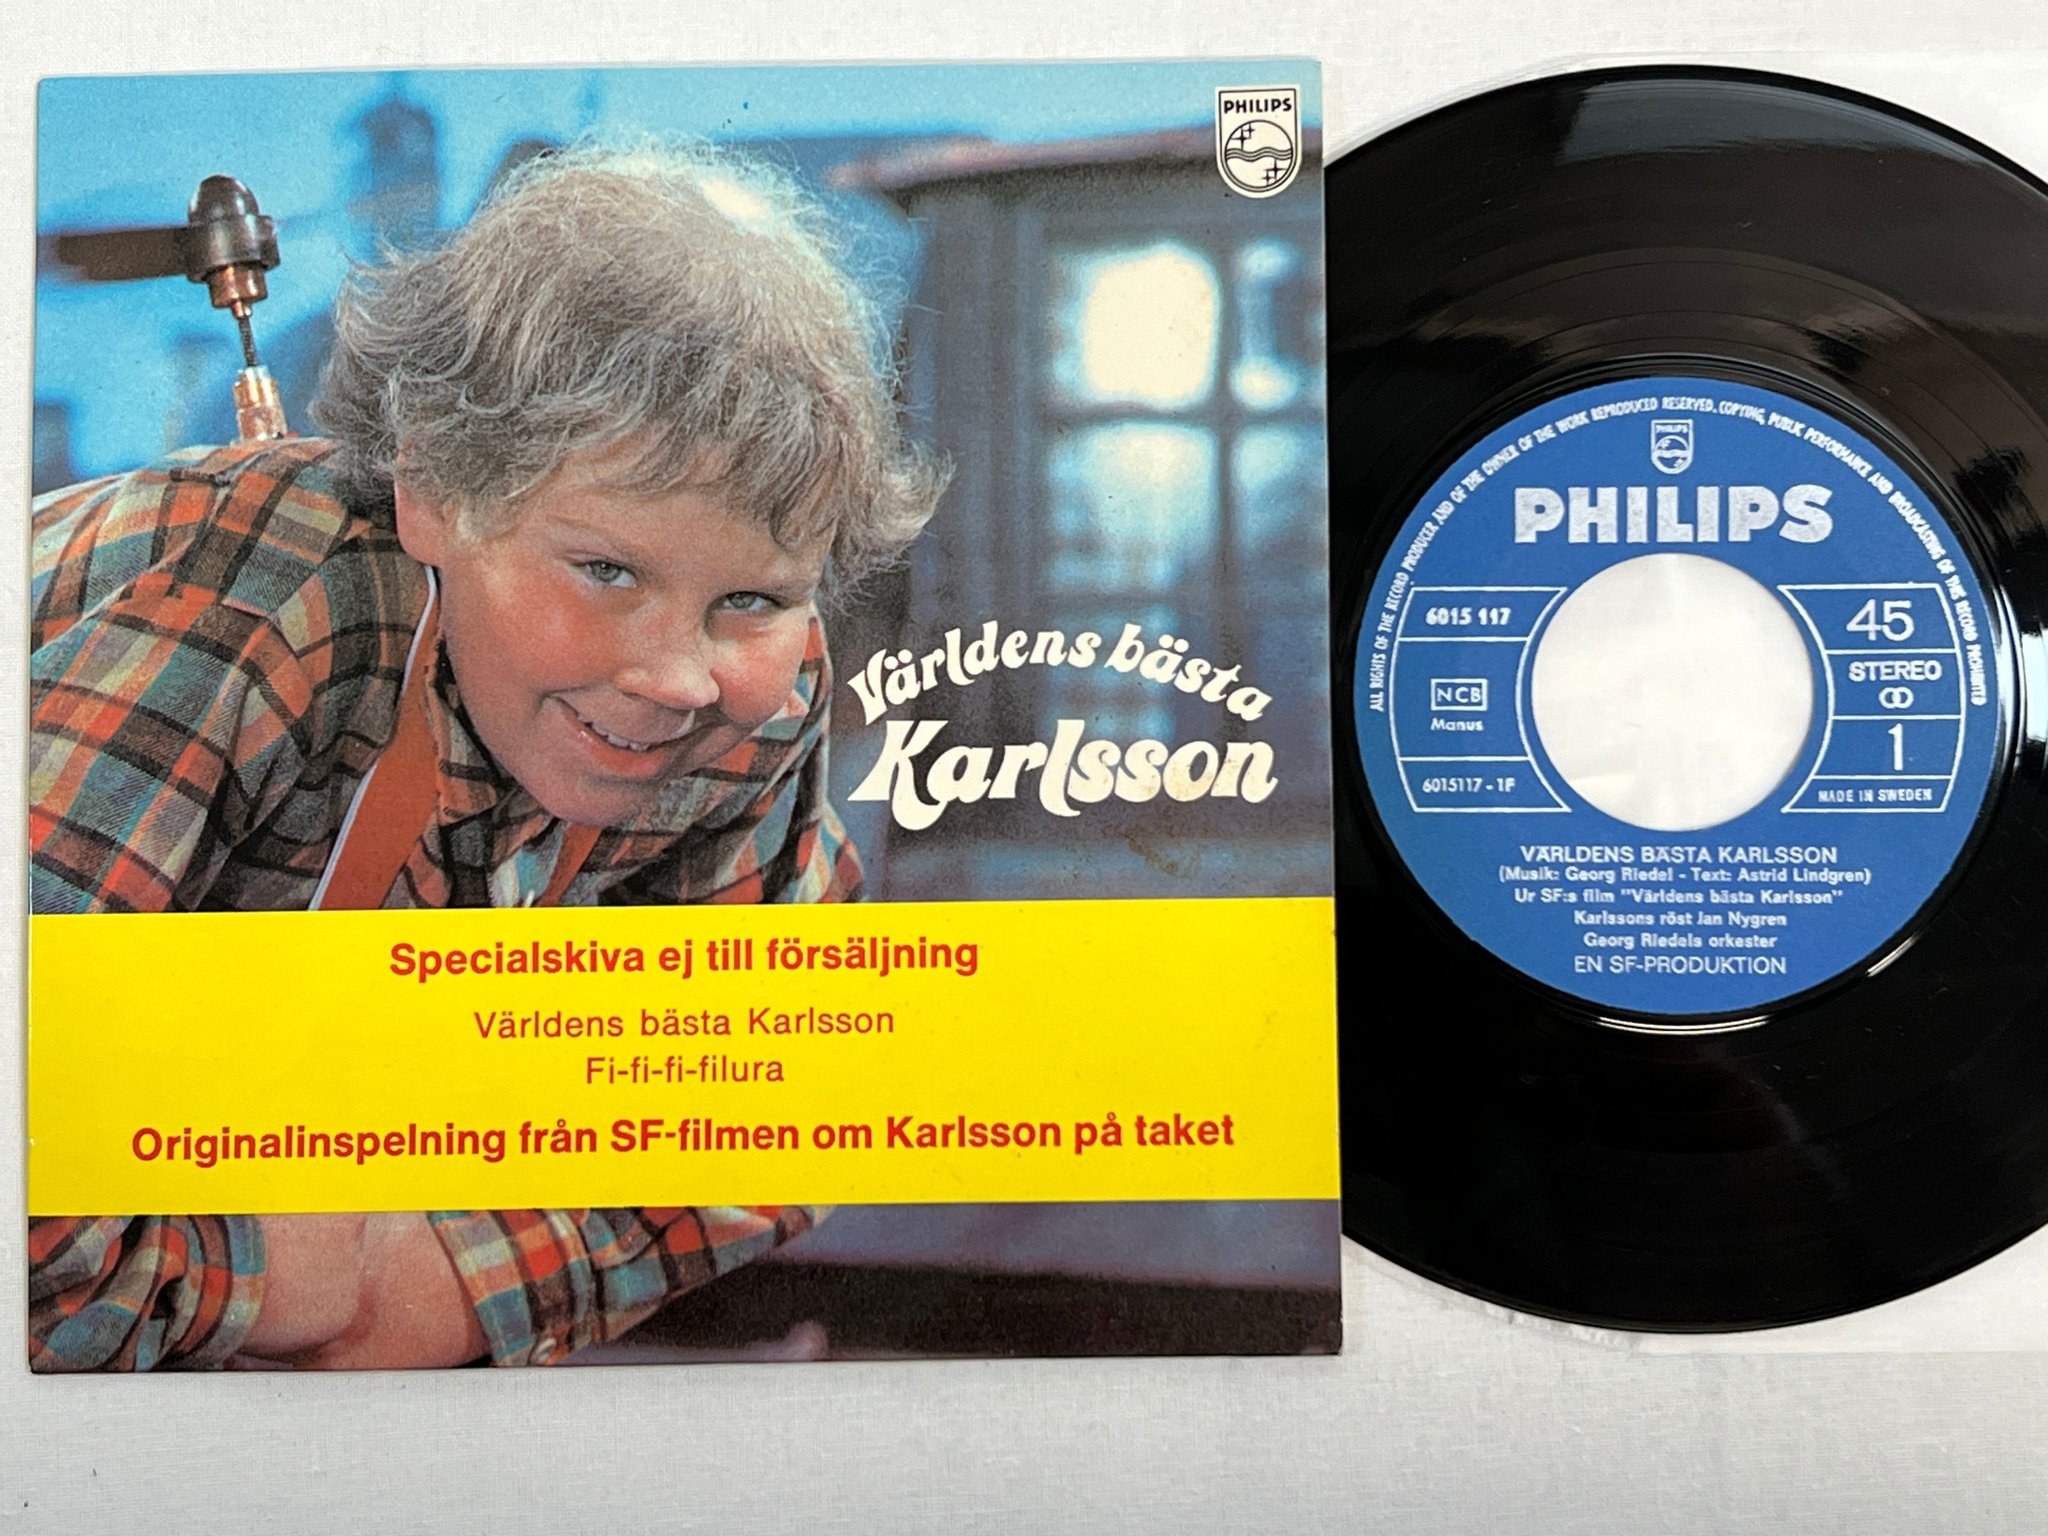 PHILIPS
Världens bästa
Karlsson
Specialskiva ej till försäljning
Världens bästa Karlsson
Fi-fi-fi-filura
Originalinspelning från SF-filmen om Karlsson på taket
ALL RIGHTS OF THE RECORD PRODUCER AND OF THE OWNER OF THE WORK REPRODUCED RESERVED. COPYING, PUBLIC PERFORMANCE AND BROADCASTING OF THIS RECORD PROHIBITED
PHILIPS
PHILIPS
6015 117
NCB
Manus
6015117-1F
45
STEREO
1
MADE IN SWEDEN
VÄRLDENS BÄSTA KARLSSON
(Musik: Georg Riedel - Text: Astrid Lindgren)
Ur SF:s film "Världens bästa Karlsson"
Karlssons röst Jan Nygren
Georg Riedels orkester
EN SF-PRODUKTION